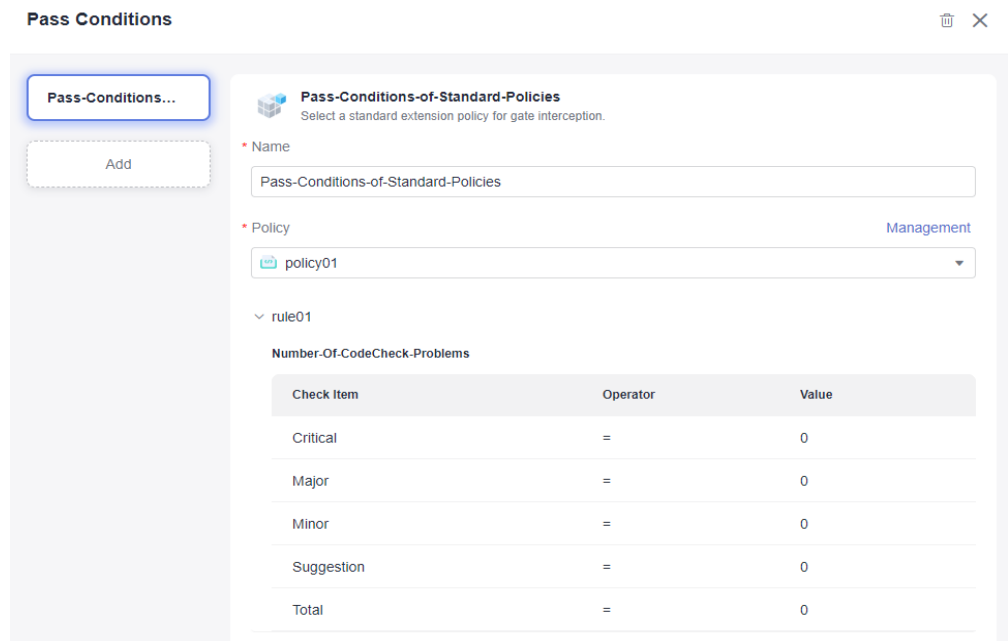 Pass Conditions
Pass-Conditions...
Add
Pass-Conditions-of-Standard-Policies
Select a standard extension policy for gate interception.
* Name
Pass-Conditions-of-Standard-Policies
* Policy Management
policy01
rule01
Number-Of-CodeCheck-Problems
Check Item Operator Value
Critical = 0
Major = 0
Minor = 0
Suggestion = 0
Total = 0